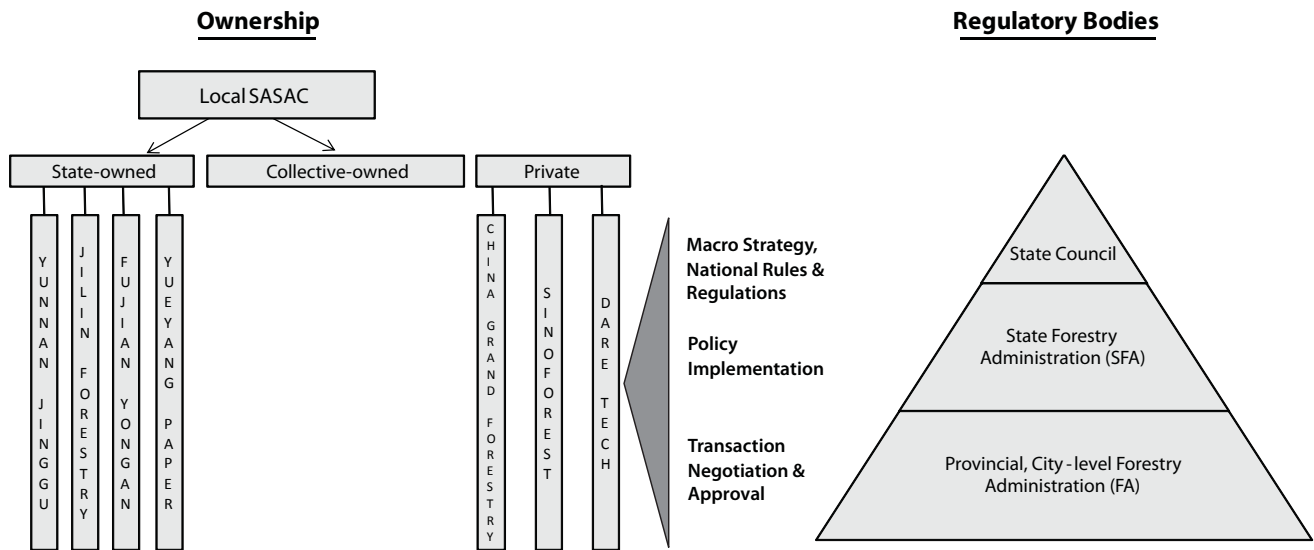 Ownership
Regulatory Bodies
Local SASAC
State-owned
Collective-owned
Private
YUNNAN JINGGU
JILIN FORESTRY
FUJIAN YONGAN
YUEYANG PAPER
CHINA GRAND FORESTRY
SINOFOREST
DARE TECH
Macro Strategy,
National Rules &
Regulations
Policy
Implementation
Transaction
Negotiation &
Approval
State Council
State Forestry
Administration (SFA)
Provincial, City-level Forestry
Administration (FA)